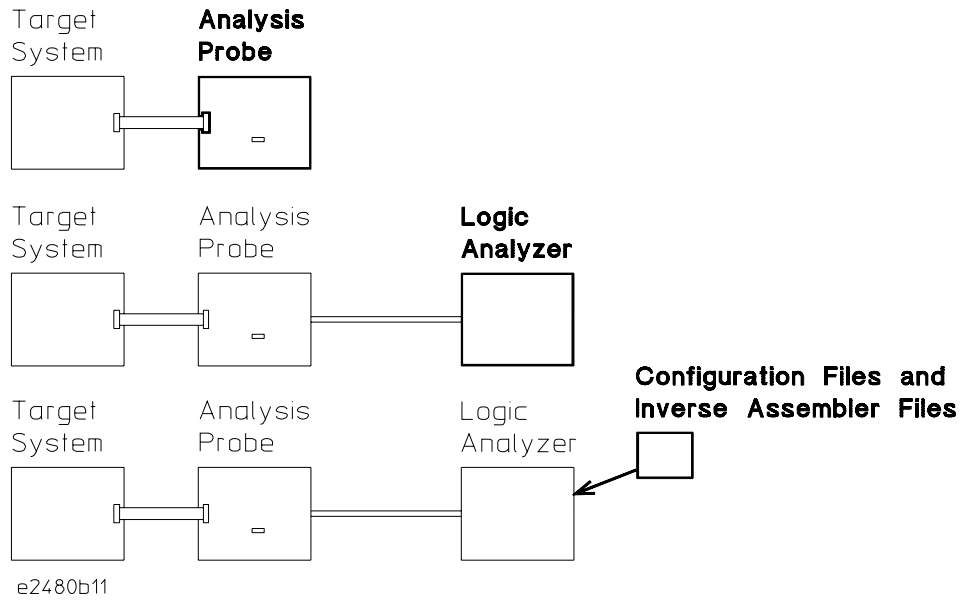 Target
System
Analysis
Probe
Target
System
Analysis
Probe
Logic
Analyzer
Configuration Files and
Inverse Assembler Files
Target
System
Analysis
Probe
Logic
Analyzer
e2480b11